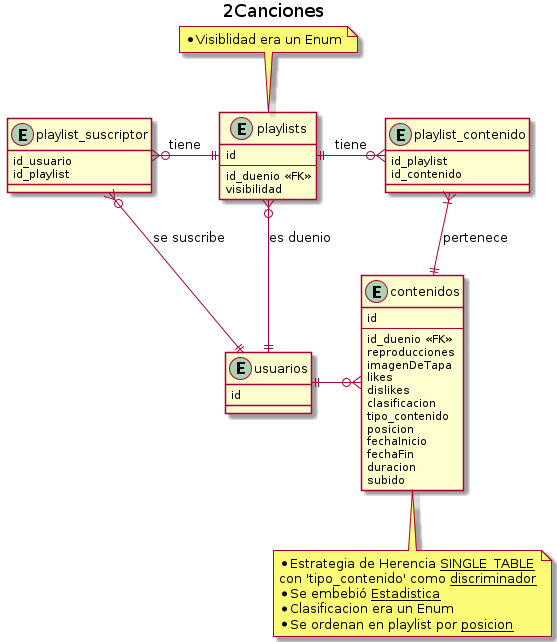 2Canciones
• Visiblidad era un Enum
E playlist_suscriptor
id_usuario
id_playlist
tiene
E playlists
id
id_duenio «FK»
visibilidad
tiene
E playlist_contenido
id_playlist
id_contenido
se suscribe
es duenio
pertenece
E usuarios
id
E contenidos
id
id_duenio «FK»
reproducciones
imagenDeTapa
likes
dislikes
clasificacion
tipo_contenido
posicion
fechaInicio
fechaFin
duracion
subido
• Estrategia de Herencia SINGLE_TABLE
con 'tipo_contenido' como discriminador
• Se embebió Estadistica
• Clasificacion era un Enum
• Se ordenan en playlist por posicion